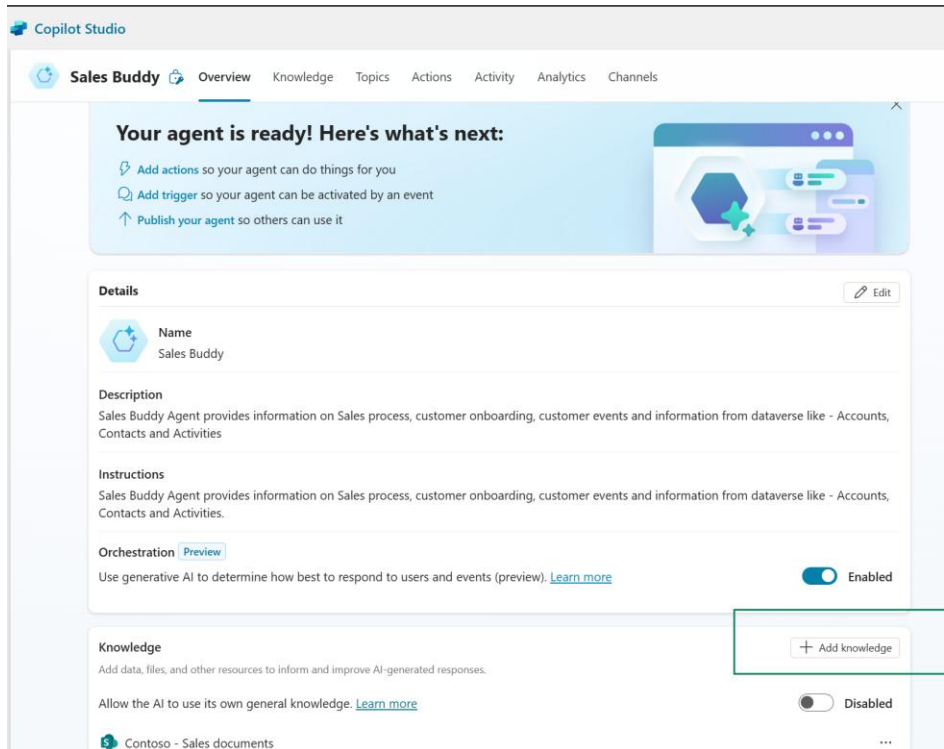 Copilot Studio
Sales Buddy Overview Knowledge Topics Actions Activity Analytics Channels
Your agent is ready! Here's what's next:
Add actions so your agent can do things for you
Add trigger so your agent can be activated by an event
Publish your agent so others can use it
Details
Edit
Name
Sales Buddy
Description
Sales Buddy Agent provides information on Sales process, customer onboarding, customer events and information from dataverse like - Accounts,
Contacts and Activities
Instructions
Sales Buddy Agent provides information on Sales process, customer onboarding, customer events and information from dataverse like - Accounts,
Contacts and Activities.
Orchestration Preview
Use generative AI to determine how best to respond to users and events (preview). Learn more
Enabled
Knowledge
Add knowledge
Add data, files, and other resources to inform and improve AI-generated responses.
Allow the AI to use its own general knowledge. Learn more
Disabled
Contoso - Sales documents